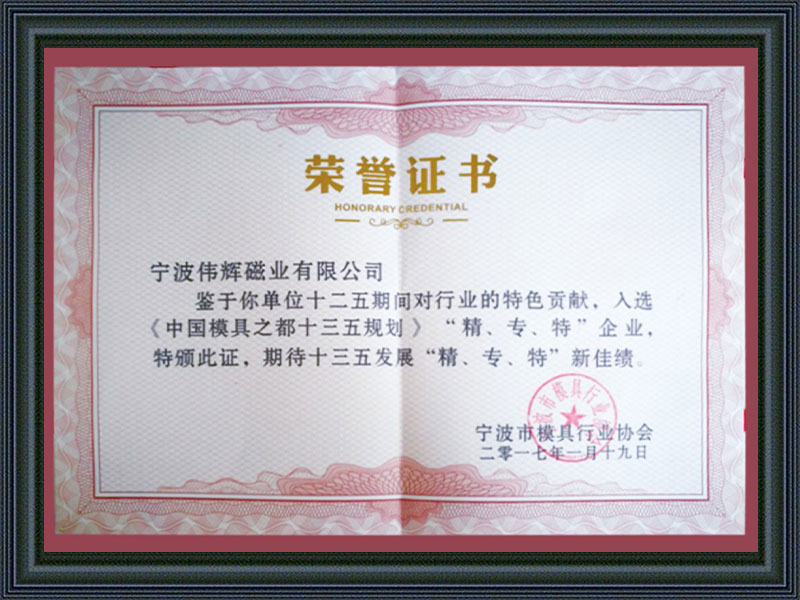 荣誉证书
HONORARY CREDENTIAL
宁波伟辉磁业有限公司
鉴于你单位十二五期间对行业的特色贡献，入选
《中国模具之都十三五规划》“精、专、特”企业，
特颁此证，期待十三五发展“精、专、特”新佳绩。
宁波市模具行业协会
二零一七年一月十九日